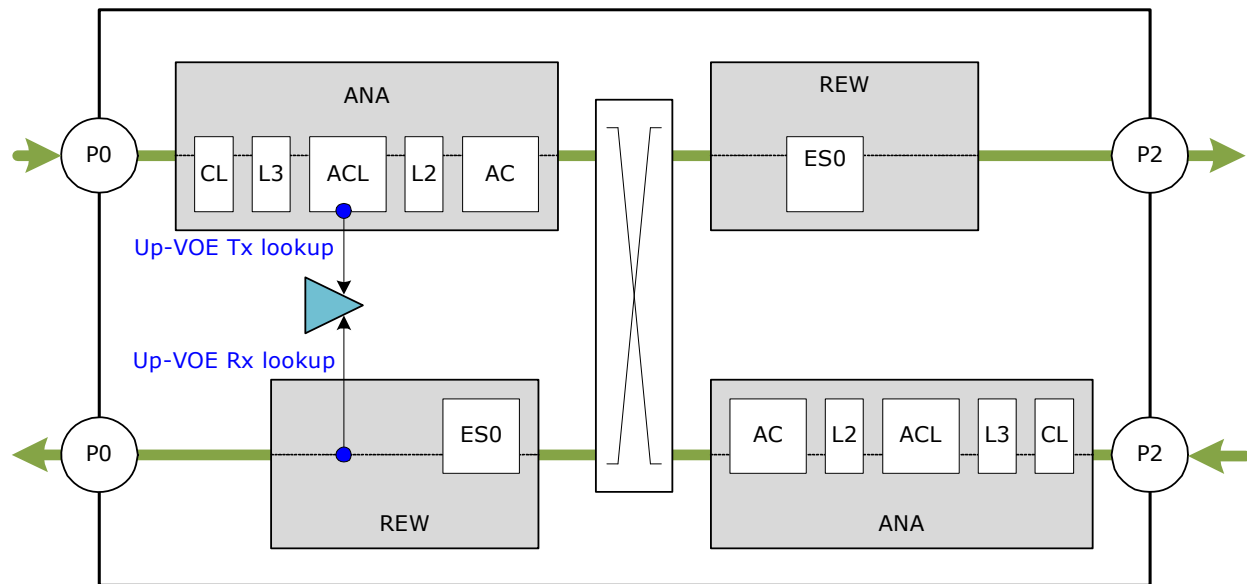 ANA
REW
P0
CL
L3
ACL
L2
AC
ES0
P2
Up-VOE Tx lookup
Up-VOE Rx lookup
P0
ES0
AC
L2
ACL
L3
CL
P2
REW
ANA